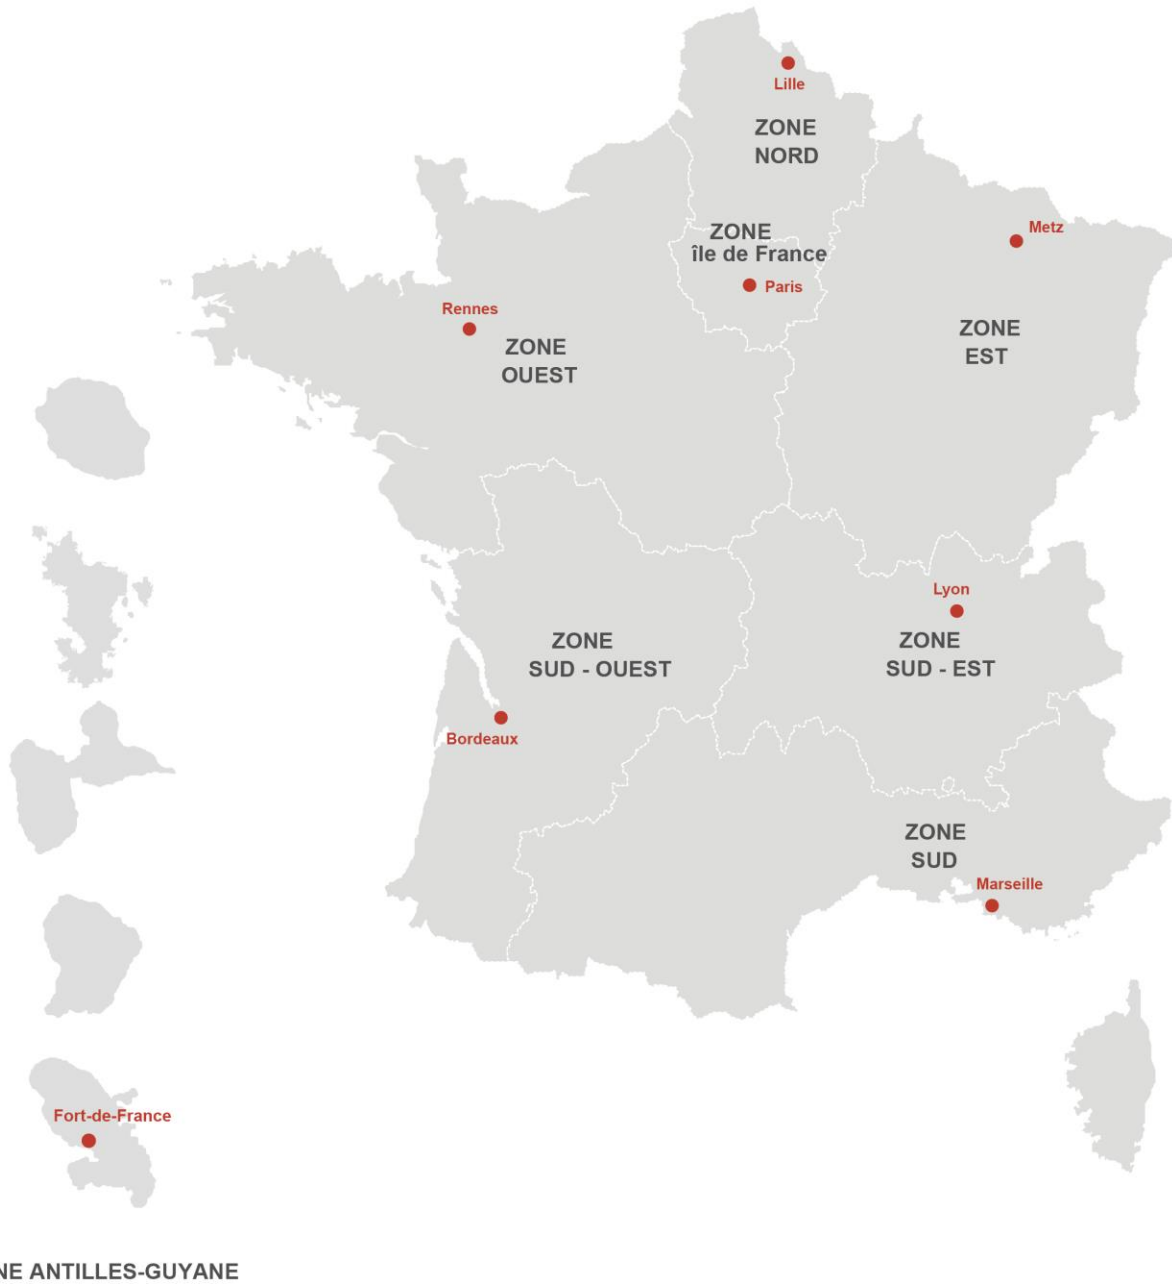 Lille
ZONE
NORD
ZONE
île de France
Metz
Paris
Rennes
ZONE
OUEST
ZONE
EST
Lyon
ZONE
SUD - OUEST
ZONE
SUD - EST
Bordeaux
ZONE
SUD
Marseille
Fort-de-France
NE ANTILLES-GUYANE